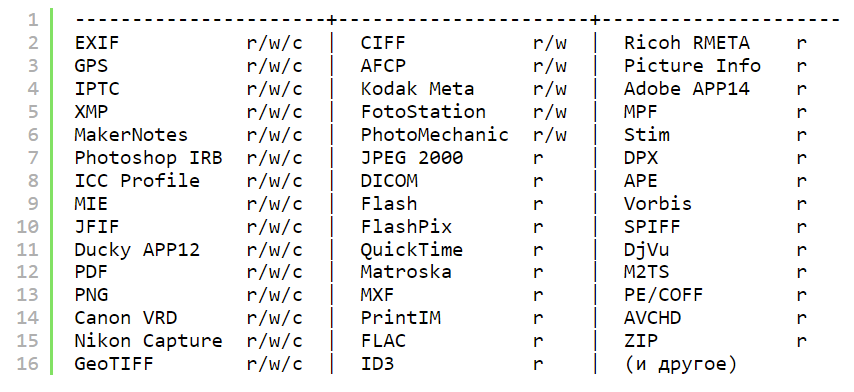 1 ----------------------+----------------------+---------------------
2 EXIF r/w/c | CIFF r/w | Ricoh RMETA r
3 GPS r/w/c | AFCP r/w | Picture Info r
4 IPTC r/w/c | Kodak Meta r/w | Adobe APP14 r
5 XMP r/w/c | FotoStation r/w | MPF r
6 MakerNotes r/w/c | PhotoMechanic r/w | Stim r
7 Photoshop IRB r/w/c | JPEG 2000 r | DPX r
8 ICC Profile r/w/c | DICOM r | APE r
9 MIE r/w/c | Flash r | Vorbis r
10 JFIF r/w/c | FlashPix r | SPIFF r
11 Ducky APP12 r/w/c | QuickTime r | DjVu r
12 PDF r/w/c | Matroska r | M2TS r
13 PNG r/w/c | MXF r | PE/COFF r
14 Canon VRD r/w/c | PrintIM r | AVCHD r
15 Nikon Capture r/w/c | FLAC r | ZIP r
16 GeoTIFF r/w/c | ID3 r | (и другое)